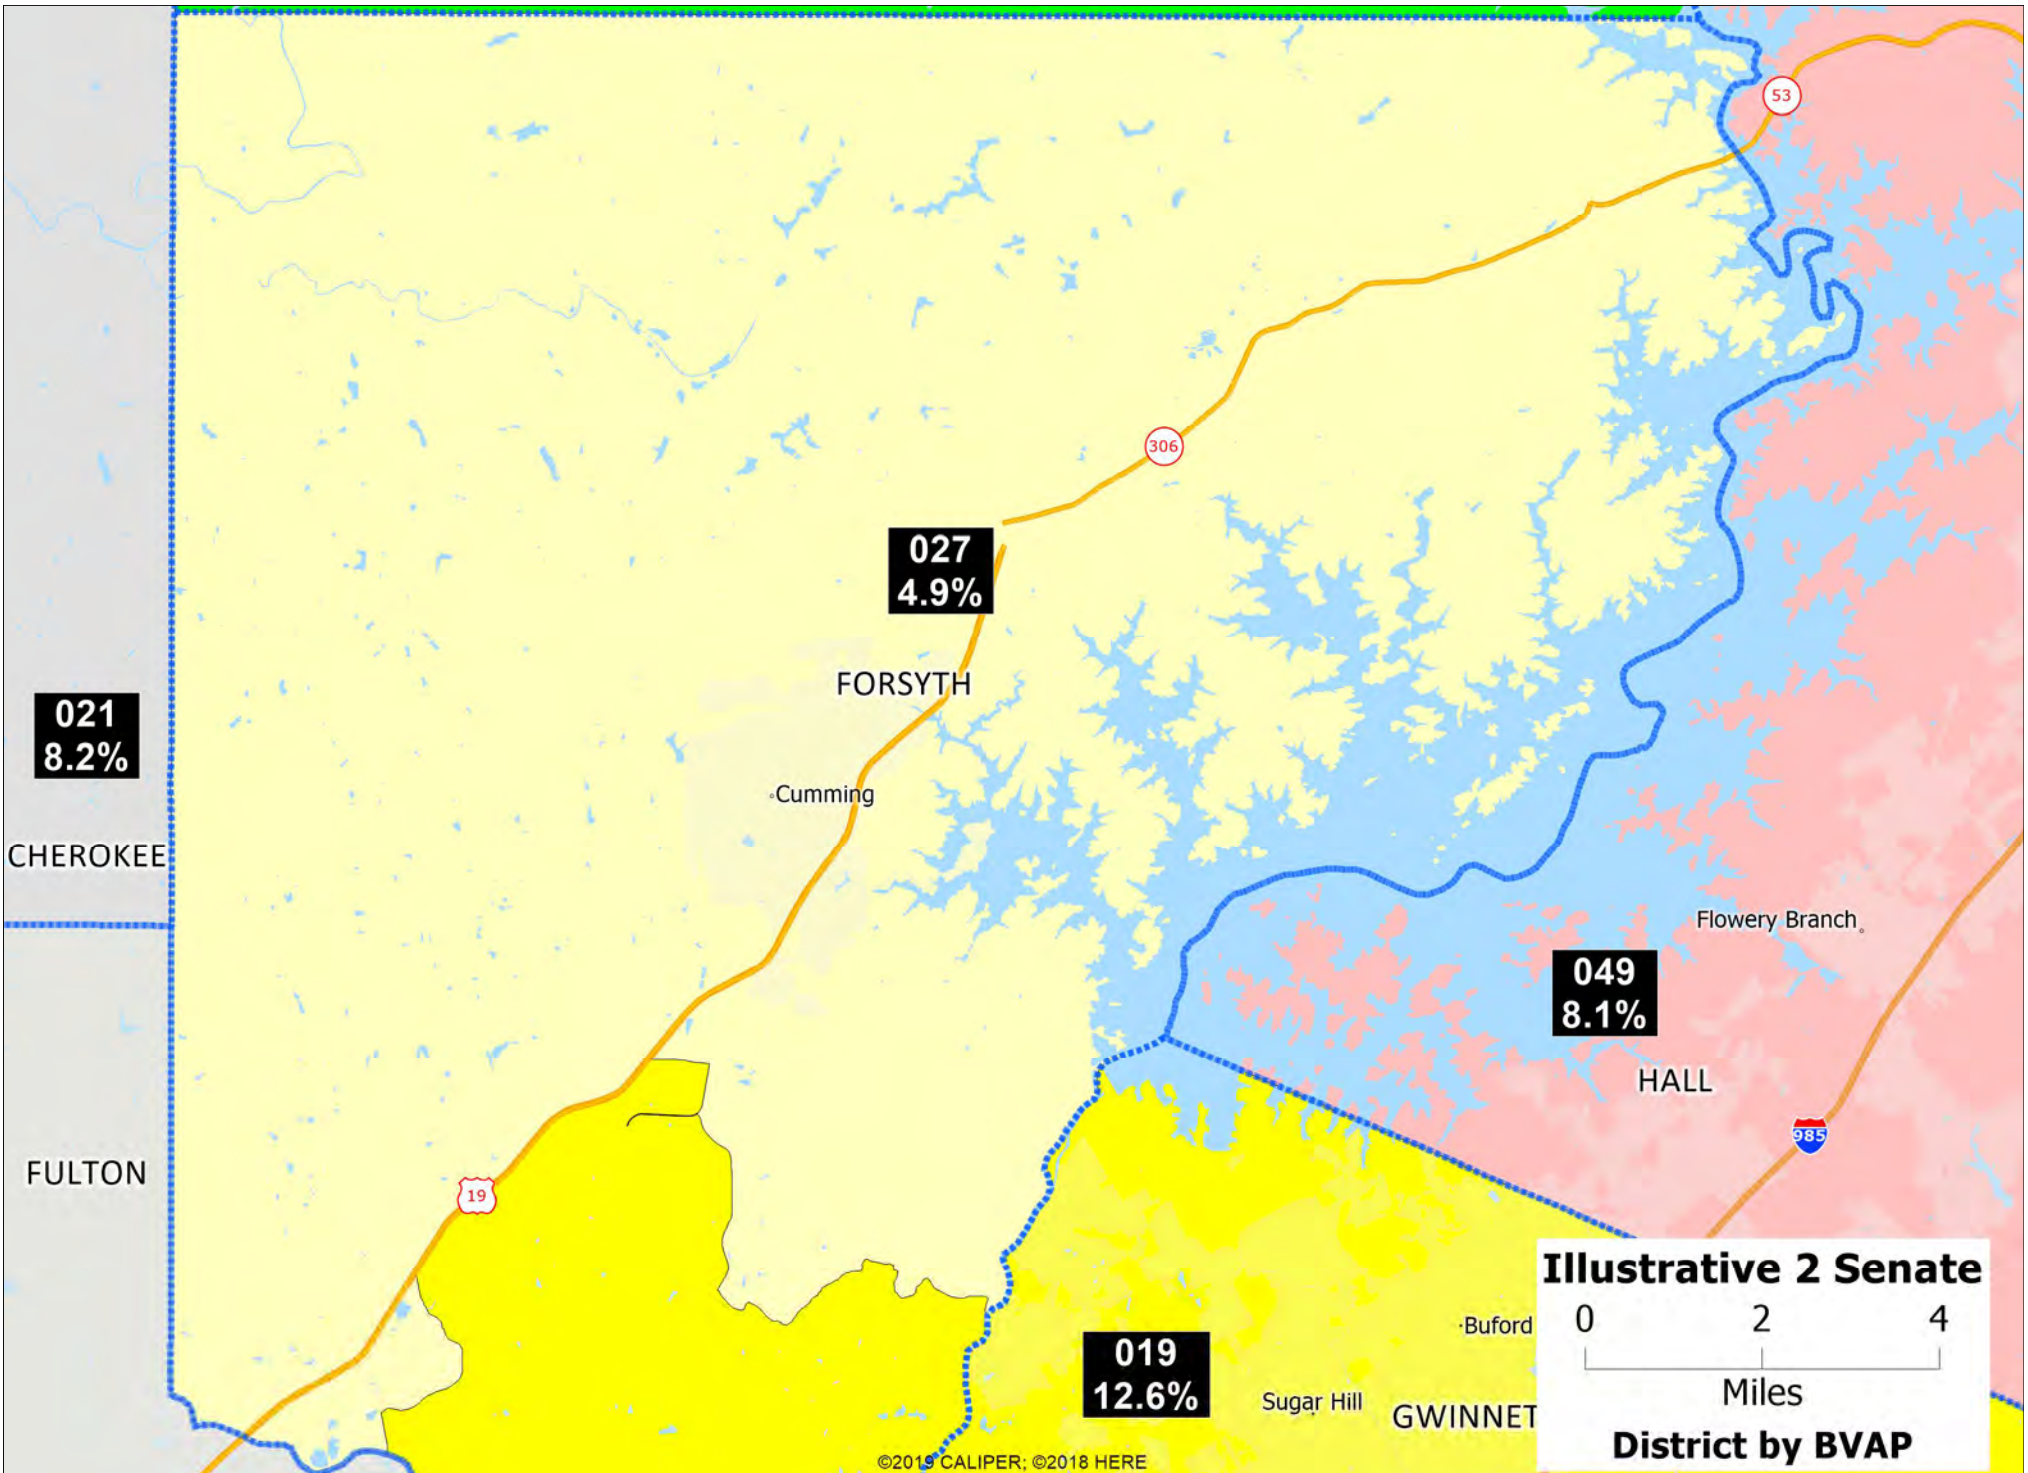 53
306
027
4.9%
FORSYTH
021
8.2%
Cumming
CHEROKEE
Flowery Branch
049
8.1%
HALL
985
FULTON
19
Illustrative 2 Senate
0 2 4
Miles
District by BVAP
Buford
019
12.6%
Sugar Hill
GWINNET
©2019 CALIPER; ©2018 HERE